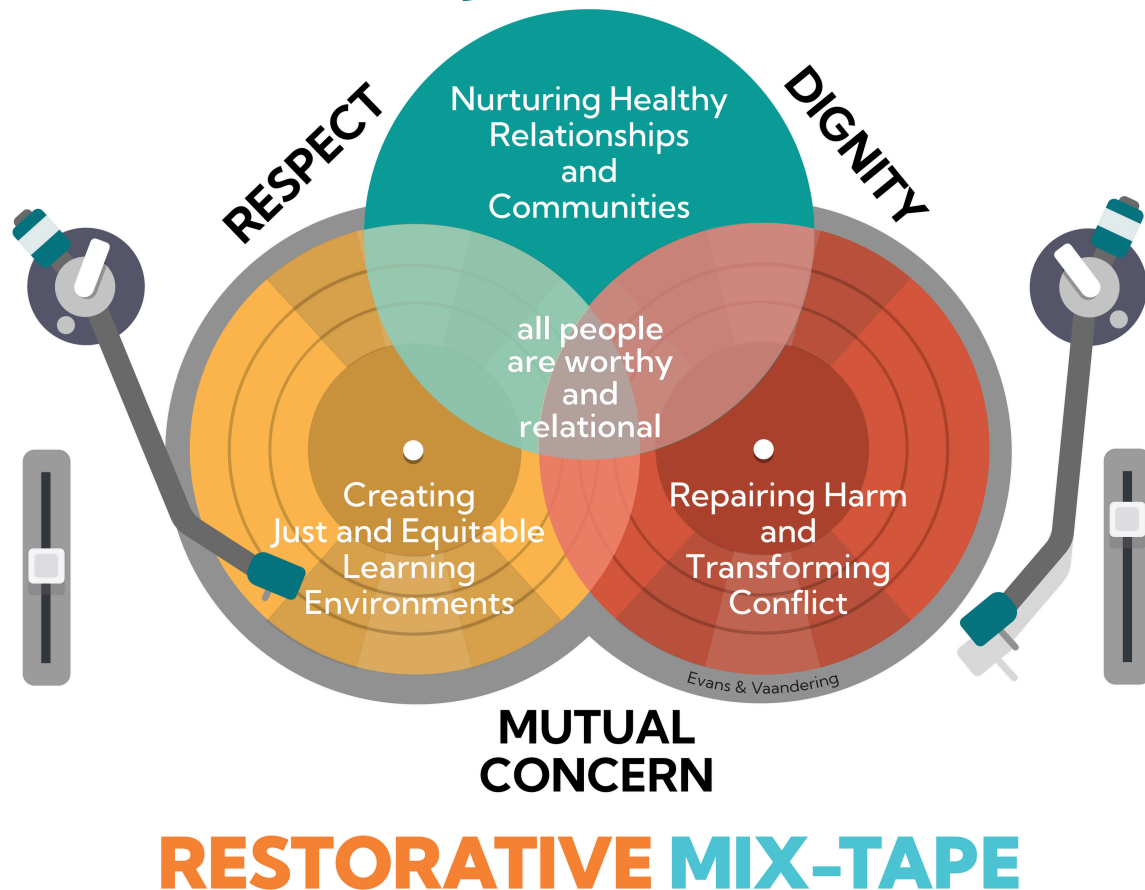 RESPECT
DIGNITY
Nurturing Healthy
Relationships
and
Communities
all people
are worthy
and
relational
Creating
Just and Equitable
Learning
Environments
Repairing Harm
and
Transforming
Conflict
Evans & Vaandering
MUTUAL
CONCERN
RESTORATIVE MIX-TAPE